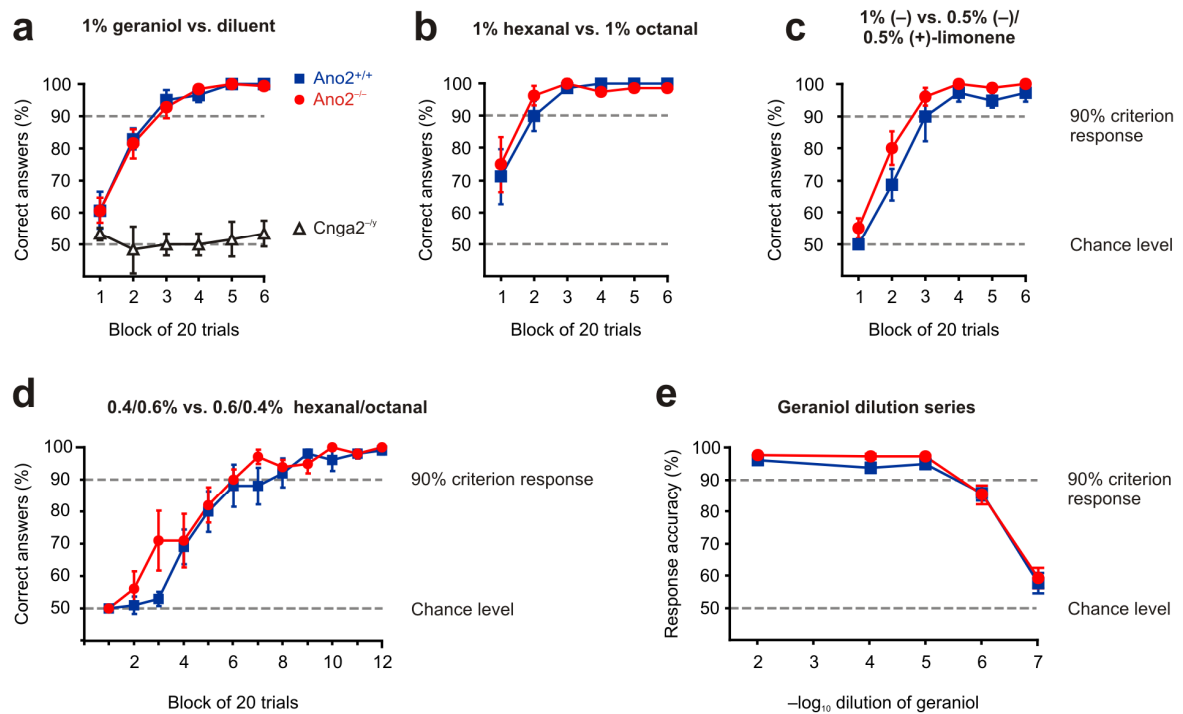 a
1% geraniol vs. diluent
Correct answers (%)
100
90
80
70
60
50
1 2 3 4 5 6
Block of 20 trials
Ano2+/+
Ano2–/–
Cnga2–/y
b
1% hexanal vs. 1% octanal
Correct answers (%)
100
90
80
70
60
50
1 2 3 4 5 6
Block of 20 trials
c
1% (–) vs. 0.5% (–)/
0.5% (+)-limonene
Correct answers (%)
100
90
80
70
60
50
1 2 3 4 5 6
Block of 20 trials
90% criterion
response
Chance level
d
0.4/0.6% vs. 0.6/0.4% hexanal/octanal
Correct answers (%)
100
90
80
70
60
50
2 4 6 8 10 12
Block of 20 trials
90% criterion response
Chance level
e
Geraniol dilution series
Response accuracy (%)
100
90
80
70
60
50
2 3 4 5 6 7
–log₁₀ dilution of geraniol
90% criterion
response
Chance level